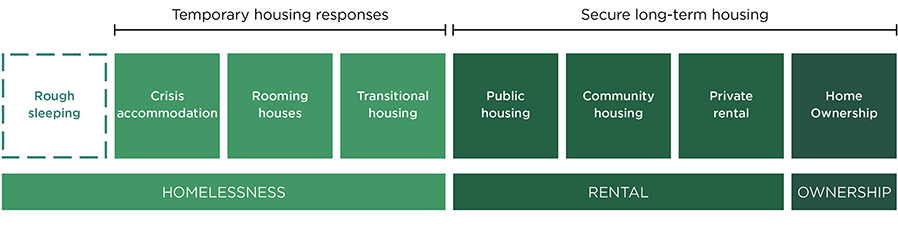 Temporary housing responses
Secure long-term housing
Rough
sleeping
Crisis
accommodation
Rooming
houses
Transitional
housing
Public
housing
Community
housing
Private
rental
Home
Ownership
HOMELESSNESS
RENTAL
OWNERSHIP